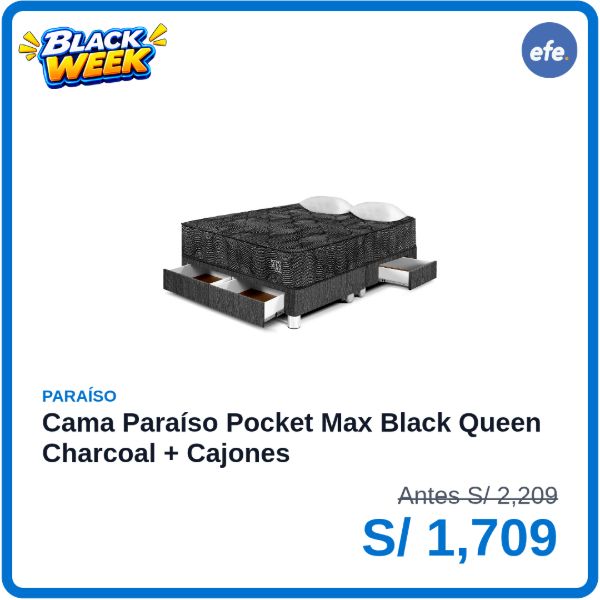 BLACK
WEEK
efe.
PARAÍSO
Cama Paraíso Pocket Max Black Queen
Charcoal + Cajones
Antes S/ 2,209
S/ 1,709